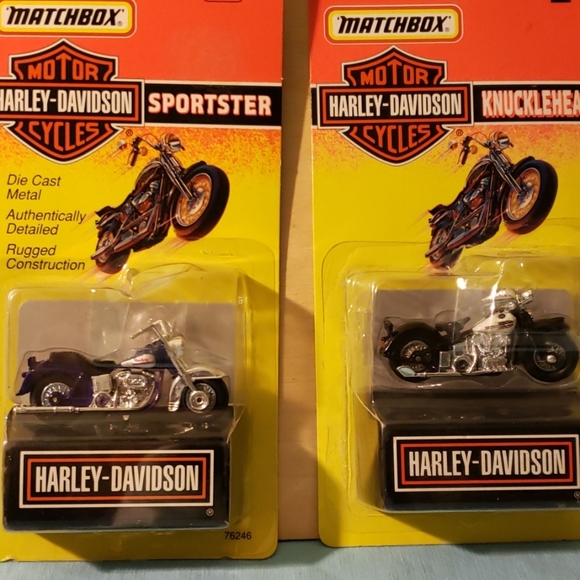 MATCHBOX®
MOTOR
HARLEY-DAVIDSON
CYCLES®
SPORTSTER
Die Cast
Metal
Authentically
Detailed
Rugged
Construction
HARLEY-DAVIDSON
®
76246
MATCHBOX®
MOTOR
HARLEY-DAVIDSON
CYCLES®
KNUCKLEHEA
HARLEY-DAVIDSON
®